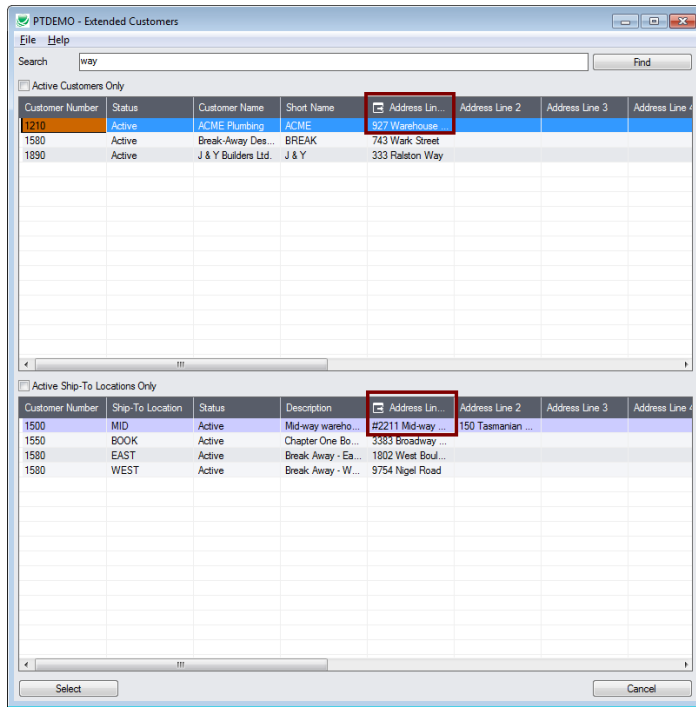 PTDEMO - Extended Customers
File Help
Search way Find
Active Customers Only
Customer Number Status Customer Name Short Name Address Lin... Address Line 2 Address Line 3 Address Line 4
1210 Active ACME Plumbing ACME 927 Warehouse ...
1580 Active Break-Away Des... BREAK 743 Wark Street
1890 Active J & Y Builders Ltd. J & Y 333 Ralston Way
Active Ship-To Locations Only
Customer Number Ship-To Location Status Description Address Lin... Address Line 2 Address Line 3 Address Line 4
1500 MID Active Mid-way wareho... #2211 Mid-way ... 150 Tasmanian ...
1550 BOOK Active Chapter One Bo... 3383 Broadway ...
1580 EAST Active Break Away - Ea... 1802 West Boul...
1580 WEST Active Break Away - W... 9754 Nigel Road
Select Cancel